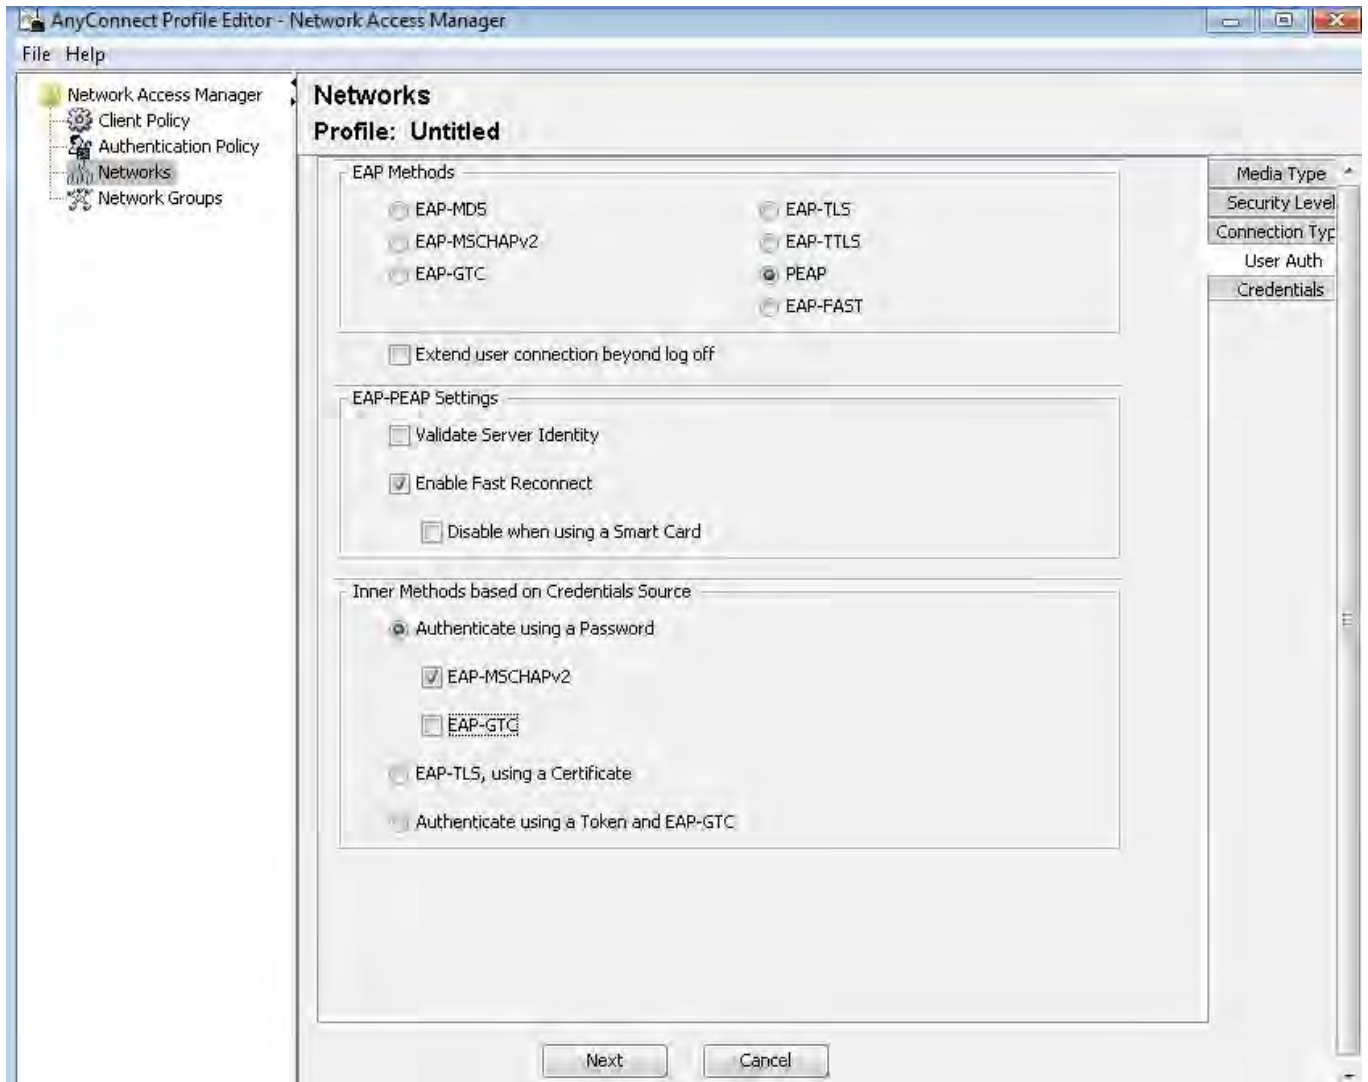 AnyConnect Profile Editor - Network Access Manager
File Help
Network Access Manager
Client Policy
Authentication Policy
Networks
Network Groups
Networks
Profile: Untitled
EAP Methods
EAP-MD5
EAP-TLS
EAP-MSCHAPv2
EAP-TTLS
EAP-GTC
PEAP
EAP-FAST
Extend user connection beyond log off
EAP-PEAP Settings
Validate Server Identity
Enable Fast Reconnect
Disable when using a Smart Card
Inner Methods based on Credentials Source
Authenticate using a Password
EAP-MSCHAPv2
EAP-GTC
EAP-TLS, using a Certificate
Authenticate using a Token and EAP-GTC
Media Type
Security Level
Connection Typ
User Auth
Credentials
Next
Cancel